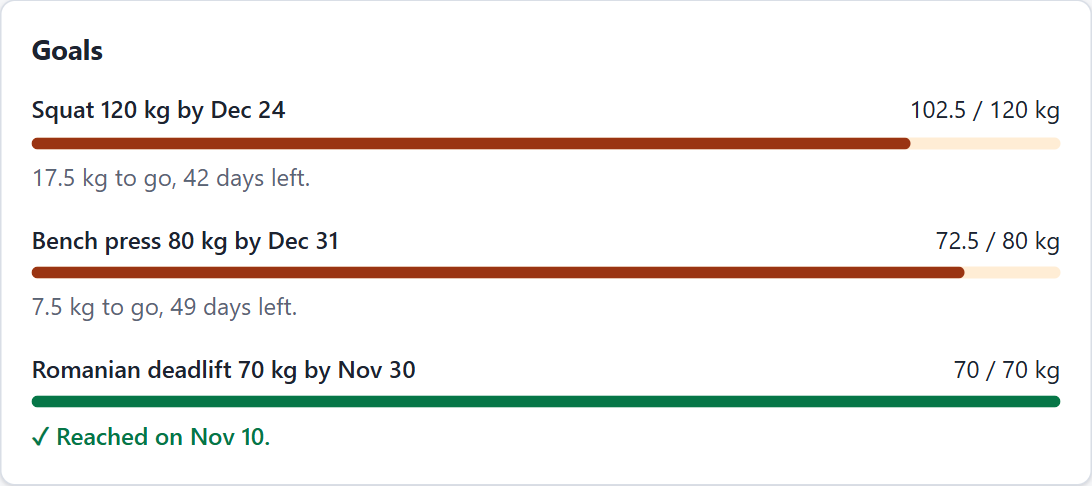 Goals
Squat 120 kg by Dec 24 102.5 / 120 kg
17.5 kg to go, 42 days left.
Bench press 80 kg by Dec 31 72.5 / 80 kg
7.5 kg to go, 49 days left.
Romanian deadlift 70 kg by Nov 30 70 / 70 kg
✓ Reached on Nov 10.